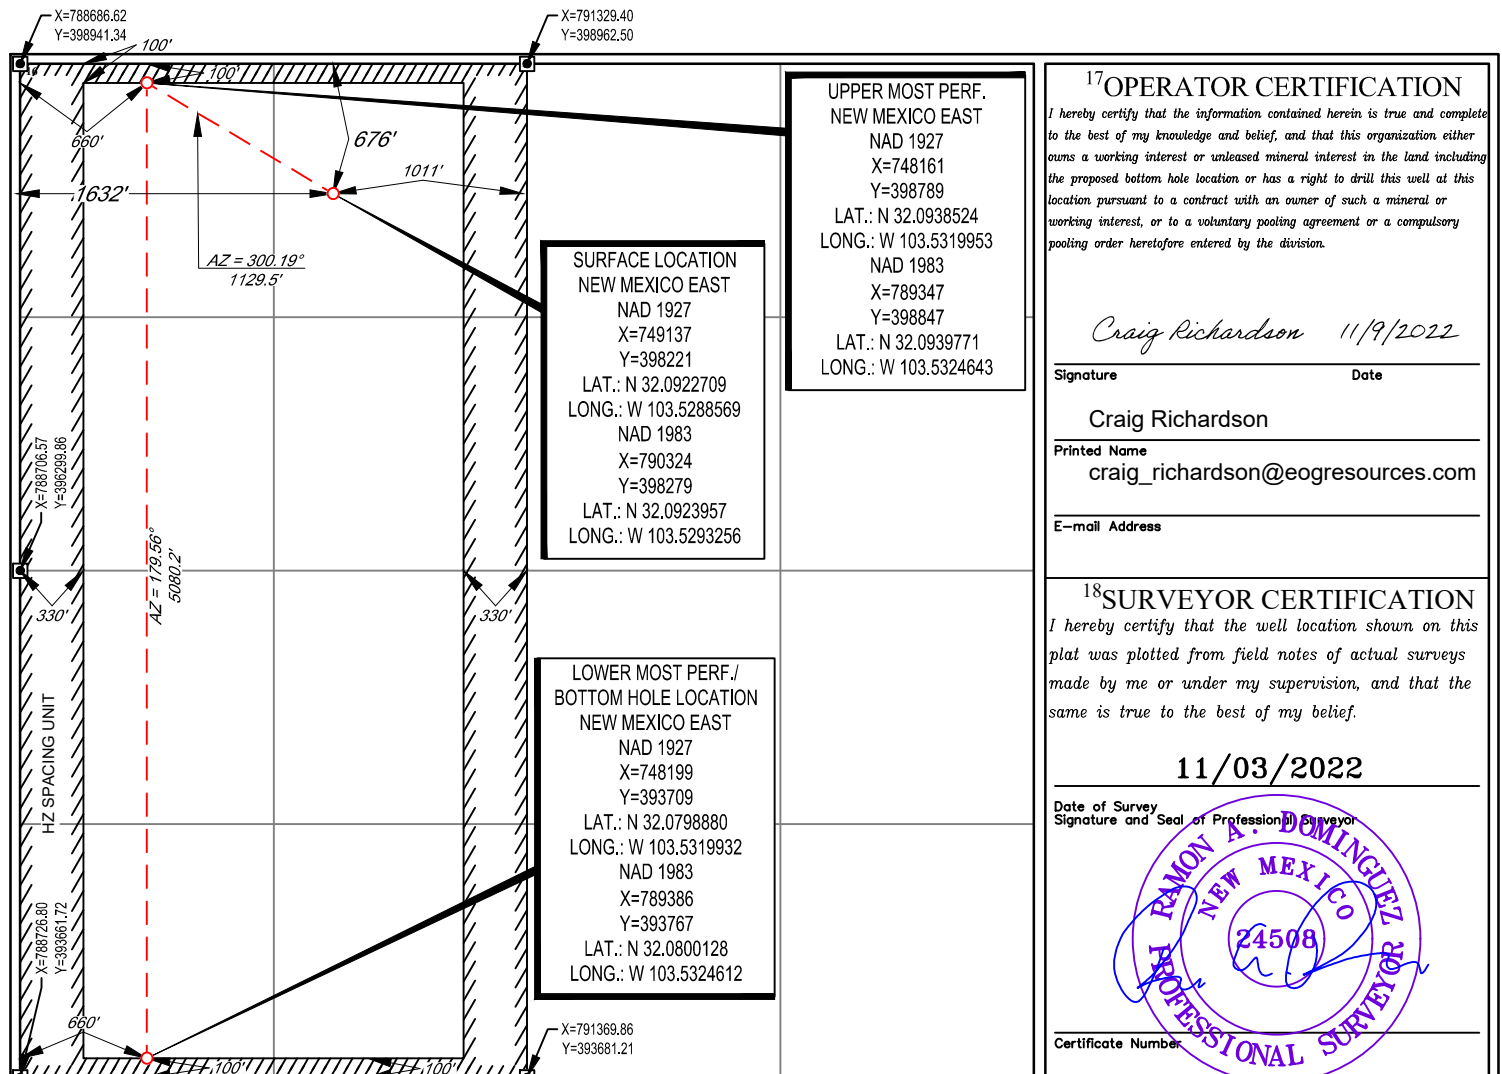 X=788686.62
Y=398941.34
X=791329.40
Y=398962.50
100'
100'
660'
676'
1011'
1632'
AZ = 300.19°
1129.5'
UPPER MOST PERF.
NEW MEXICO EAST
NAD 1927
X=748161
Y=398789
LAT.: N 32.0938524
LONG.: W 103.5319953
NAD 1983
X=789347
Y=398847
LAT.: N 32.0939771
LONG.: W 103.5324643
SURFACE LOCATION
NEW MEXICO EAST
NAD 1927
X=749137
Y=398221
LAT.: N 32.0922709
LONG.: W 103.5288569
NAD 1983
X=790324
Y=398279
LAT.: N 32.0923957
LONG.: W 103.5293256
X=788706.57
Y=396299.86
AZ = 179.56°
5080.2'
330'
330'
HZ SPACING UNIT
LOWER MOST PERF./
BOTTOM HOLE LOCATION
NEW MEXICO EAST
NAD 1927
X=748199
Y=393709
LAT.: N 32.0798880
LONG.: W 103.5319932
NAD 1983
X=789386
Y=393767
LAT.: N 32.0800128
LONG.: W 103.5324612
X=788726.80
Y=393661.72
660'
100'
100'
X=791369.86
Y=393681.21
17OPERATOR CERTIFICATION
I hereby certify that the information contained herein is true and complete
to the best of my knowledge and belief, and that this organization either
owns a working interest or unleased mineral interest in the land including
the proposed bottom hole location or has a right to drill this well at this
location pursuant to a contract with an owner of such a mineral or
working interest, or to a voluntary pooling agreement or a compulsory
pooling order heretofore entered by the division.
Craig Richardson 11/9/2022
Signature Date
Craig Richardson
Printed Name
craig_richardson@eogresources.com
E-mail Address
18SURVEYOR CERTIFICATION
I hereby certify that the well location shown on this
plat was plotted from field notes of actual surveys
made by me or under my supervision, and that the
same is true to the best of my belief.
11/03/2022
Date of Survey
Signature and Seal of Professional Surveyor
RAMON A. DOMINGUEZ
NEW MEXICO
24508
PROFESSIONAL SURVEYOR
Certificate Number